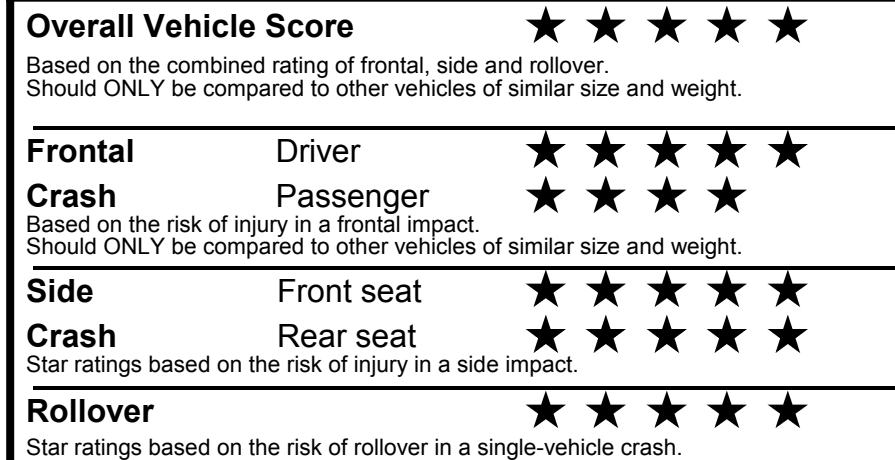 Overall Vehicle Score ★ ★ ★ ★ ★
Based on the combined rating of frontal, side and rollover.
Should ONLY be compared to other vehicles of similar size and weight.
Frontal Driver ★ ★ ★ ★ ★
Crash Passenger ★ ★ ★ ★
Based on the risk of injury in a frontal impact.
Should ONLY be compared to other vehicles of similar size and weight.
Side Front seat ★ ★ ★ ★ ★
Crash Rear seat ★ ★ ★ ★ ★
Star ratings based on the risk of injury in a side impact.
Rollover ★ ★ ★ ★ ★
Star ratings based on the risk of rollover in a single-vehicle crash.